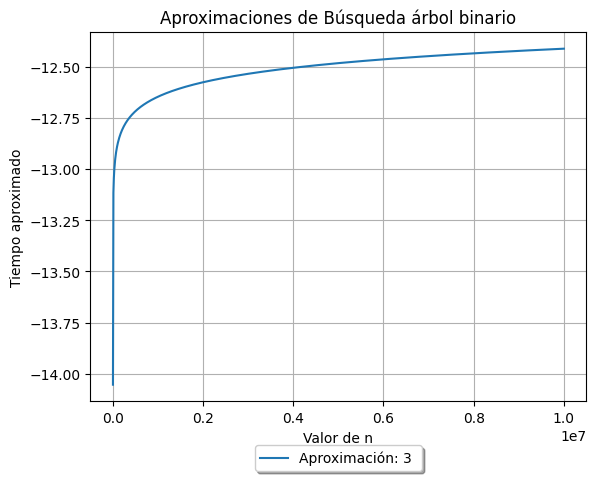 Aproximaciones de Búsqueda árbol binario
Tiempo aproximado
−12.50
−12.75
−13.00
−13.25
−13.50
−13.75
−14.00
0.0 0.2 0.4 0.6 0.8 1.0
1e7
Valor de n
Aproximación: 3